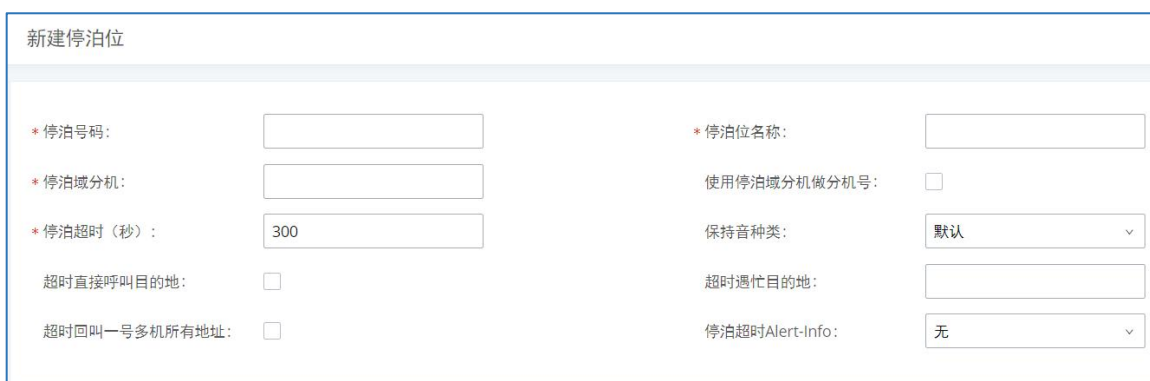 新建停泊位
* 停泊号码： * 停泊位名称：
* 停泊域分机： 使用停泊域分机做分机号：
* 停泊超时（秒）： 300 保持音种类： 默认
超时直接呼叫目的地： 超时遇忙目的地：
超时回叫一号多机所有地址： 停泊超时Alert-Info： 无